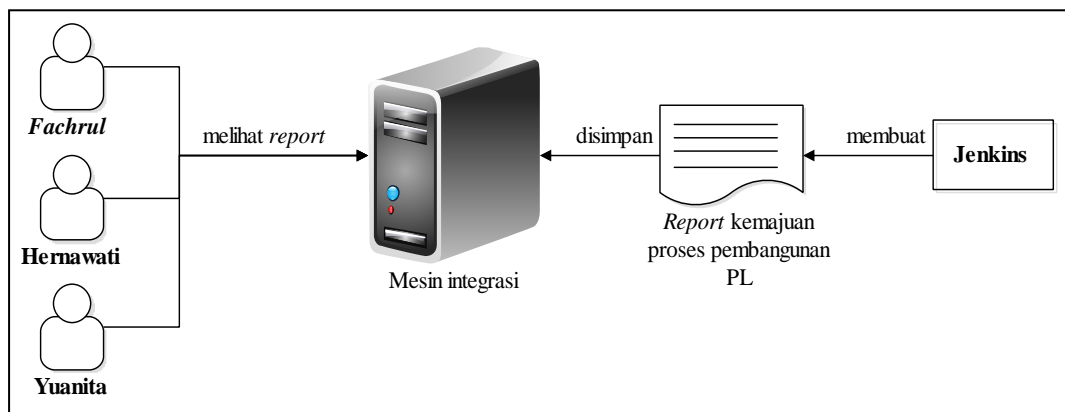 Fachrul
Hernawati
Yuanita
melihat report
Mesin integrasi
disimpan
Report kemajuan
proses pembangunan
PL
membuat
Jenkins